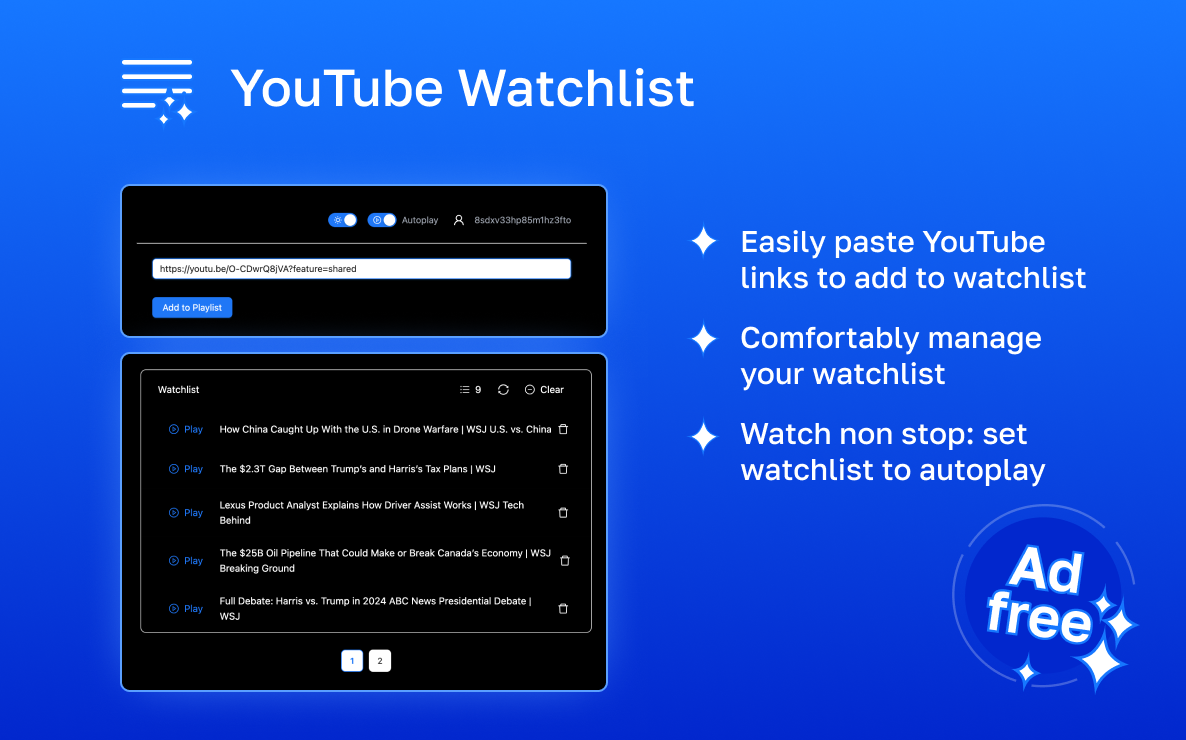 YouTube Watchlist
Autoplay
8sdxv33hp85m1hz3fto
https://youtu.be/O-CDwrQ8jVA?feature=shared
Add to Playlist
Watchlist
9
Clear
Play
How China Caught Up With the U.S. in Drone Warfare | WSJ U.S. vs. China
Play
The $2.3T Gap Between Trump’s and Harris’s Tax Plans | WSJ
Play
Lexus Product Analyst Explains How Driver Assist Works | WSJ Tech
Behind
Play
The $25B Oil Pipeline That Could Make or Break Canada’s Economy | WSJ
Breaking Ground
Play
Full Debate: Harris vs. Trump in 2024 ABC News Presidential Debate |
WSJ
1
2
Easily paste YouTube
links to add to watchlist
Comfortably manage
your watchlist
Watch non stop: set
watchlist to autoplay
Ad
free